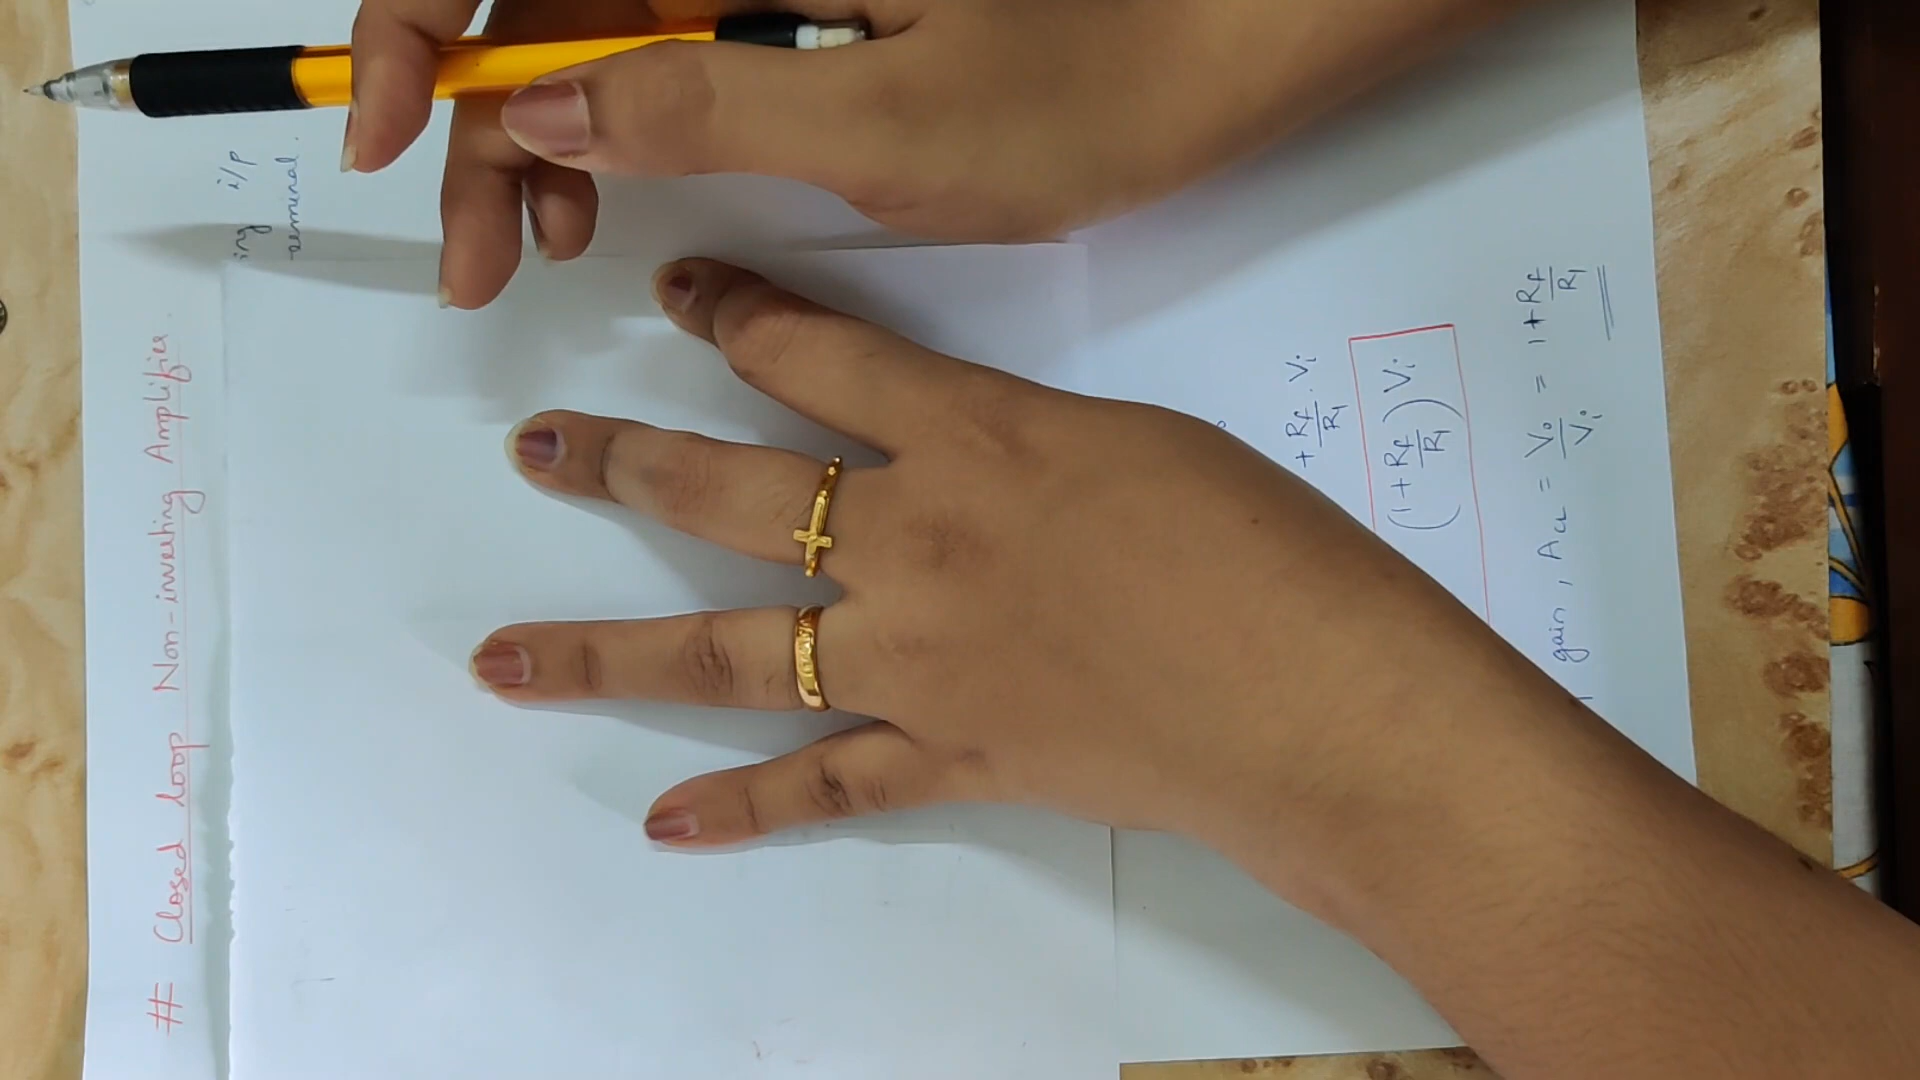 # Closed Loop Non-inverting Amplifier.
ing i/p
+ Rf/R1 . Vi
(1 + Rf/R1) Vi
gain, ACL = Vo/Vi = 1 + Rf/R1